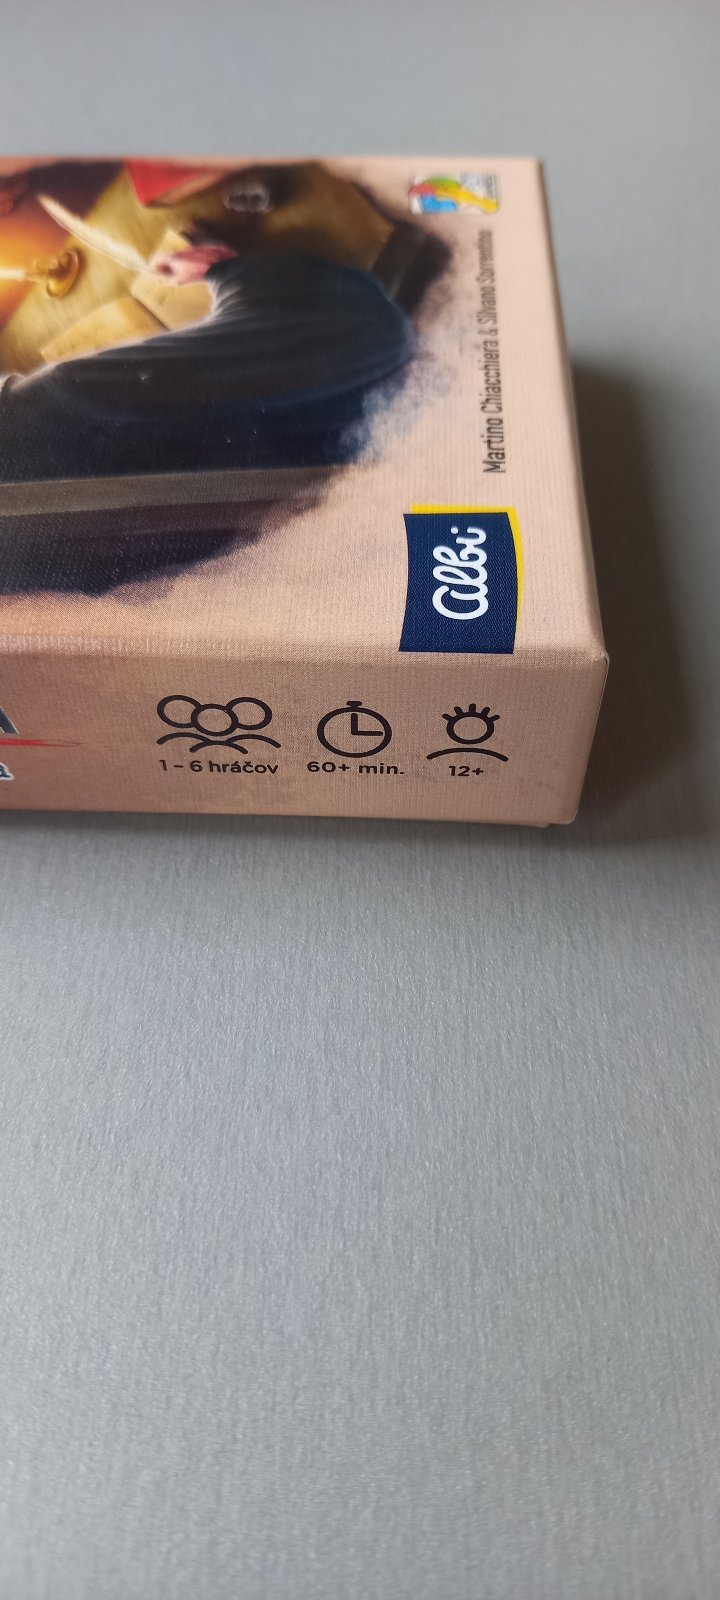 Martino Chiacchiera & Silvano Sorrentino
albi
A
a
1 - 6 hráčov
60+ min.
12+